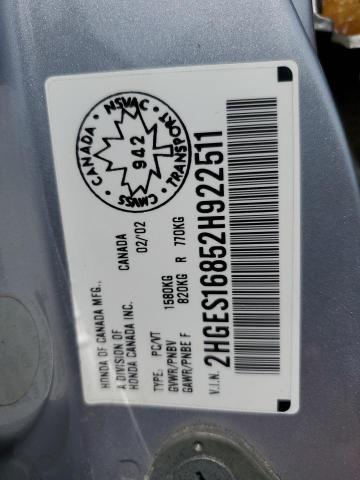 HONDA OF CANADA MFG.,
A DIVISION OF
HONDA CANADA INC.
CANADA
02/'02
TYPE: PC/VT
GVWR/PNBV 1580KG
GAWR/PNBE F 820KG R 770KG
V.I.N. 2HGES16852H922511
CANADA NSVAC TRANSPORT CMVSS
942